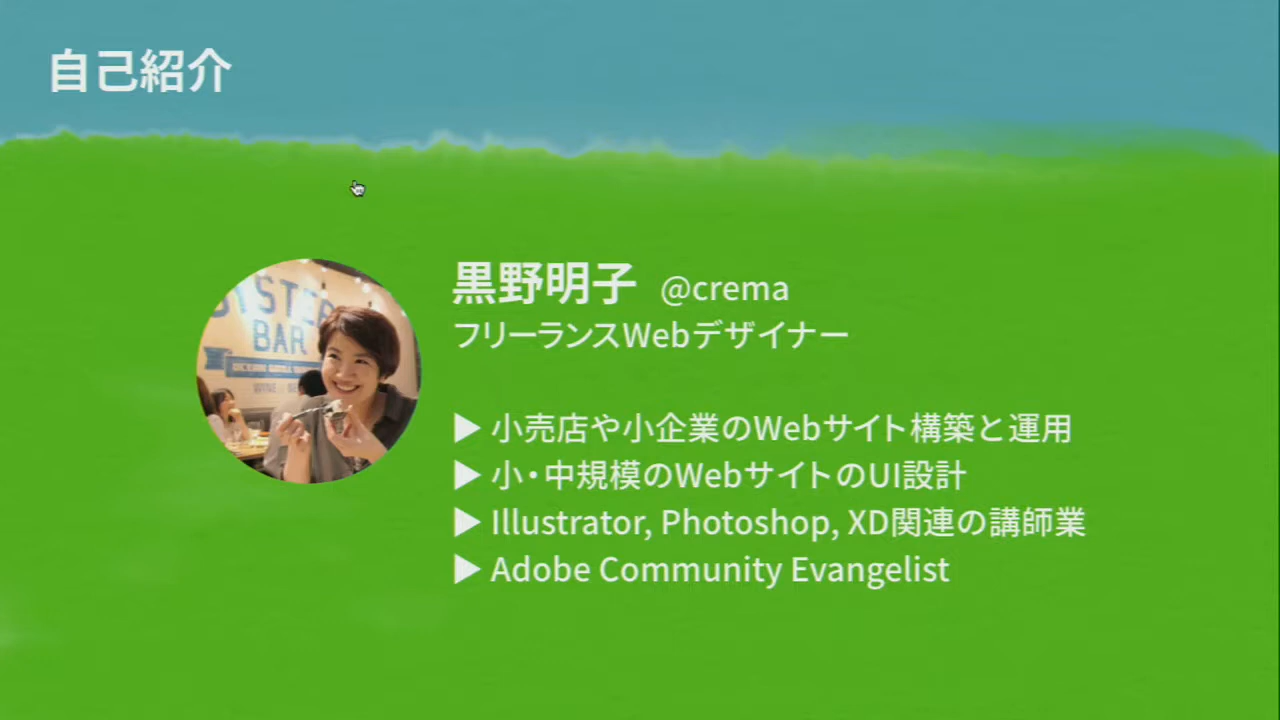 自己紹介
黒野明子 @crema
フリーランスWebデザイナー
▶ 小売店や小企業のWebサイト構築と運用
▶ 小・中規模のWebサイトのUI設計
▶ Illustrator, Photoshop, XD関連の講師業
▶ Adobe Community Evangelist
OYSTER
BAR